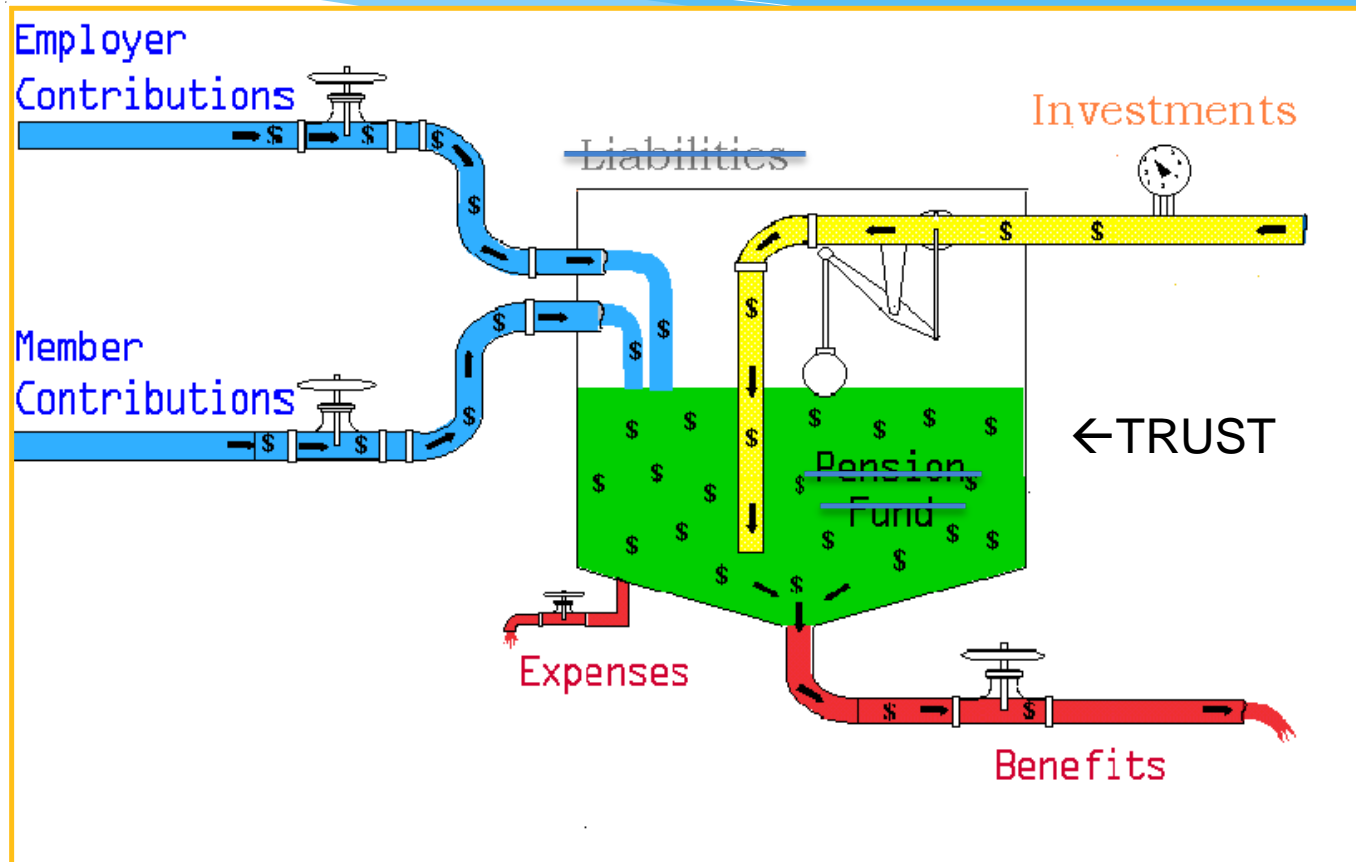 Employer
Contributions
Liabilities
Investments
Member
Contributions
←TRUST
Pension
Fund
Expenses
Benefits